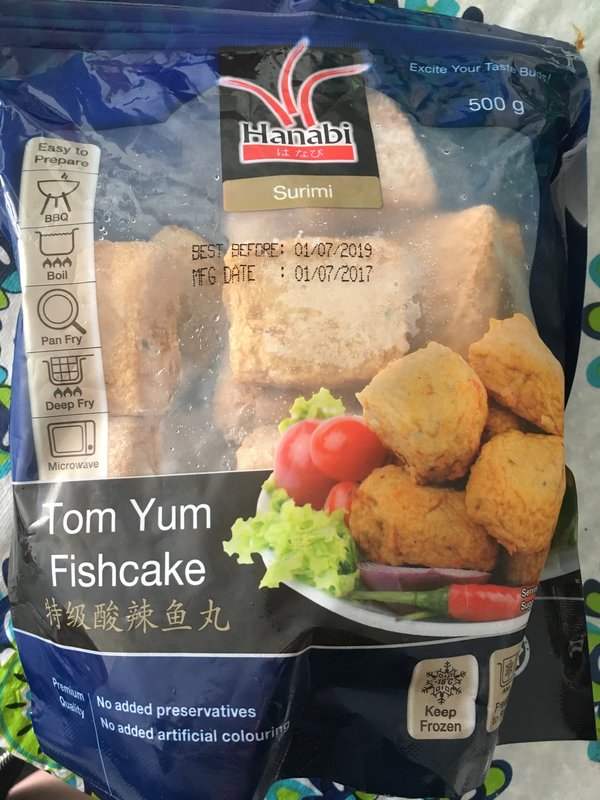 Excite Your Taste Buds!
500 g
Hanabi
はなび
Surimi
Easy to
Prepare
BBQ
Boil
Pan Fry
Deep Fry
Microwave
BEST BEFORE: 01/07/2019
MFG DATE : 01/07/2017
Tom Yum
Fishcake
特级酸辣鱼丸
Premium
Quality
No added preservatives
No added artificial colouring
-18°C
Keep
Frozen